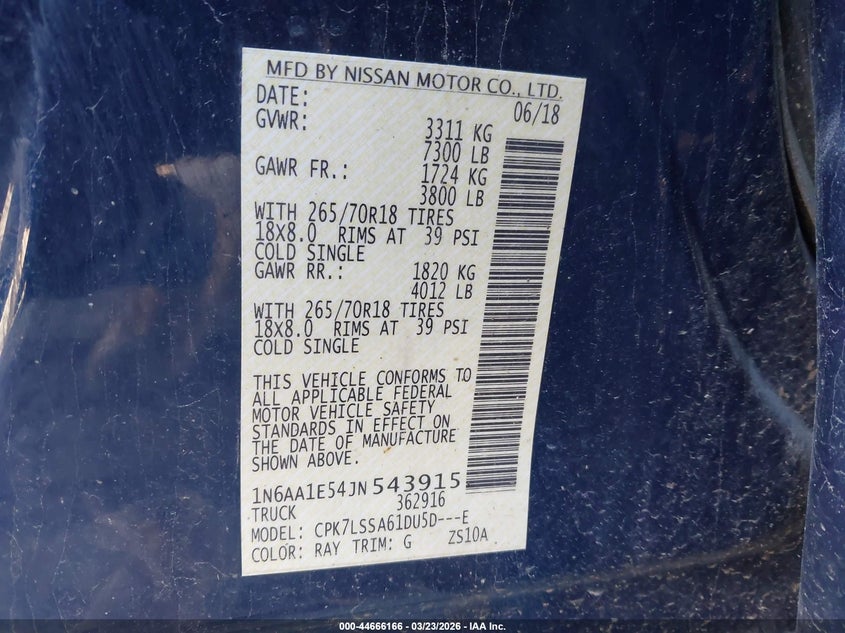 MFD BY NISSAN MOTOR CO., LTD.
DATE: 06/18
GVWR: 3311 KG
7300 LB
GAWR FR.: 1724 KG
3800 LB
WITH 265/70R18 TIRES
18X8.0 RIMS AT 39 PSI
COLD SINGLE
GAWR RR.: 1820 KG
4012 LB
WITH 265/70R18 TIRES
18X8.0 RIMS AT 39 PSI
COLD SINGLE
THIS VEHICLE CONFORMS TO
ALL APPLICABLE FEDERAL
MOTOR VEHICLE SAFETY
STANDARDS IN EFFECT ON
THE DATE OF MANUFACTURE
SHOWN ABOVE.
1N6AA1E54JN543915
TRUCK 362916
MODEL: CPK7LSSA61DU5D---E
COLOR: RAY TRIM: G ZS10A
000-44666166 - 03/23/2026 - IAA Inc.